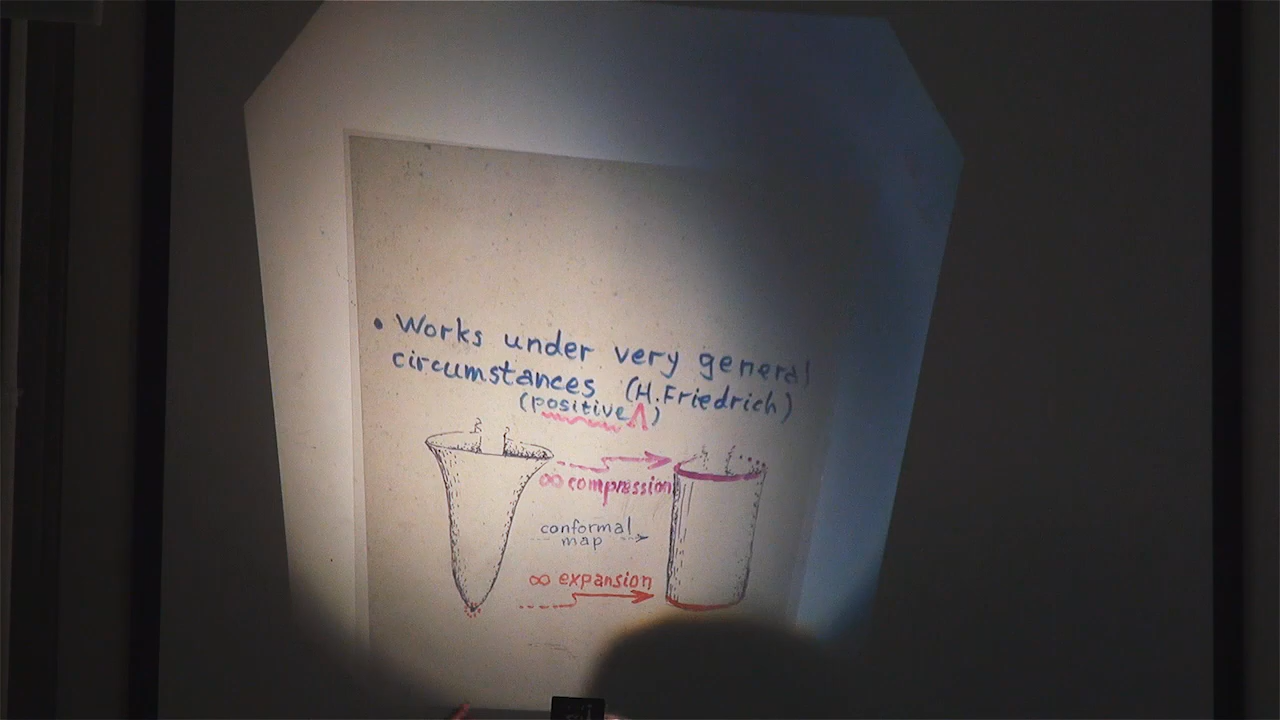 • Works under very general
circumstances (H. Friedrich)
(positive Λ)
∞ compression
conformal
map
∞ expansion